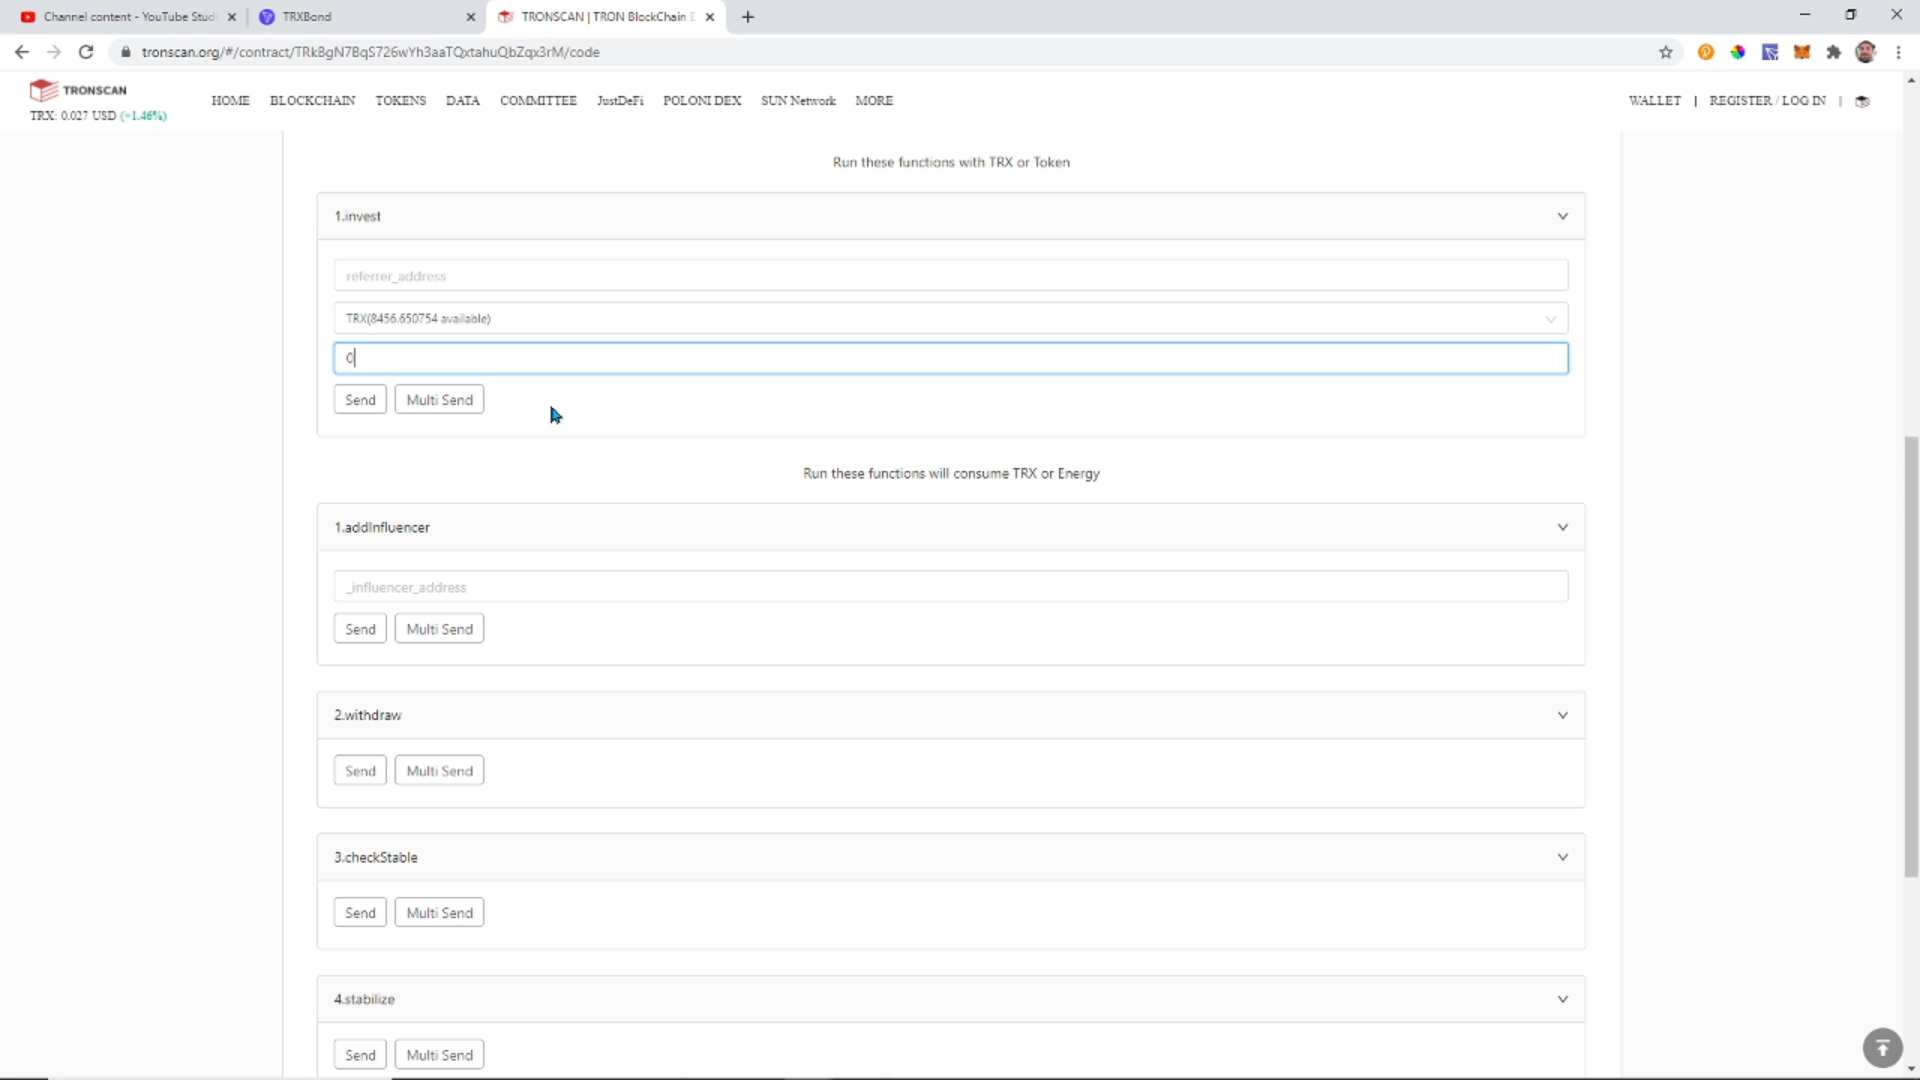 Channel content - YouTube Studi
TRXBond
TRONSCAN | TRON BlockChain E
tronscan.org/#/contract/TRkBgN7BqS726wYh3aaTQxtahuQbZqx3rM/code
TRONSCAN
TRX: 0.027 USD (+1.46%)
HOME BLOCKCHAIN TOKENS DATA COMMITTEE JustDeFi POLONI DEX SUN Network MORE
WALLET | REGISTER / LOG IN |
Run these functions with TRX or Token
1.invest
referrer_address
TRX(8456.650754 available)
0
Send Multi Send
Run these functions will consume TRX or Energy
1.addInfluencer
_influencer_address
Send Multi Send
2.withdraw
Send Multi Send
3.checkStable
Send Multi Send
4.stabilize
Send Multi Send